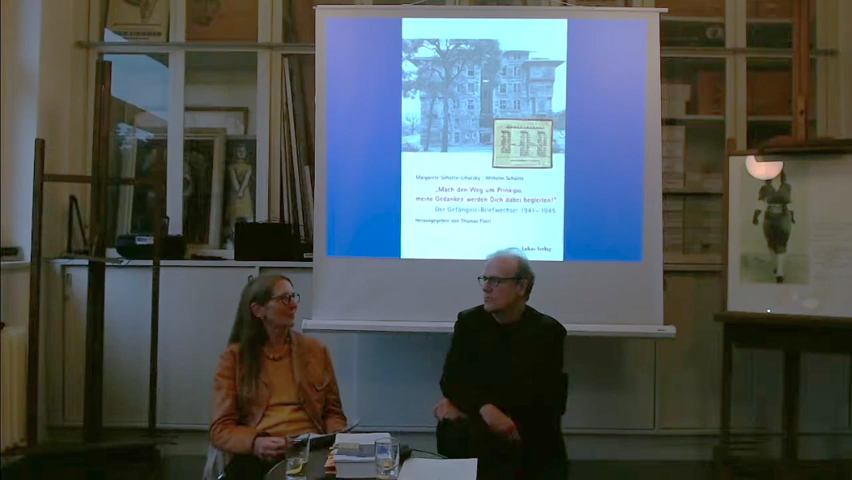 Margarete Schütte-Lihotzky · Wilhelm Schütte
„Mach den Weg um Prinkipo,
meine Gedanken werden Dich dabei begleiten!"
Der Gefängnis-Briefwechsel 1941–1945
Herausgegeben von Thomas Flierl
Lukas Verlag